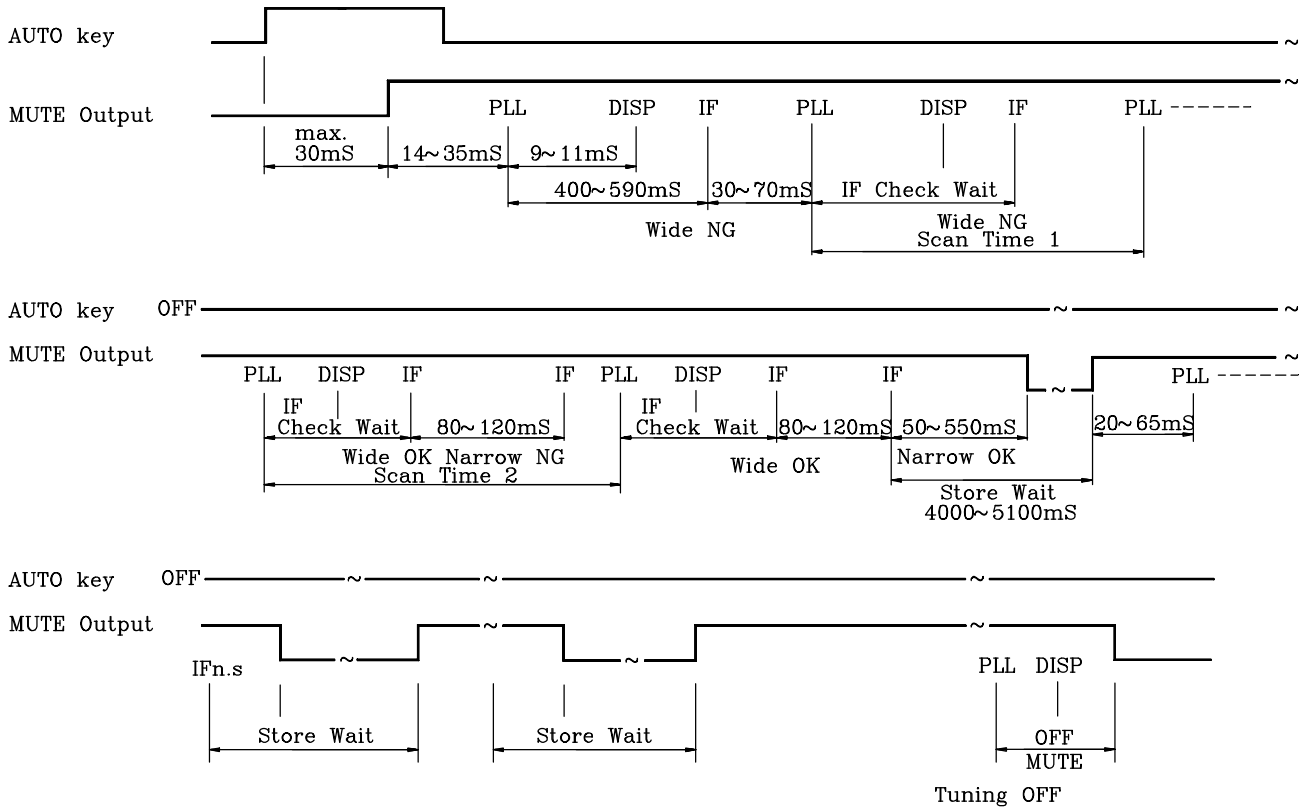 AUTO key
MUTE Output
PLL DISP IF PLL DISP IF PLL
max.
30mS 14~35mS 9~11mS
400~590mS 30~70mS IF Check Wait
Wide NG Wide NG
Scan Time 1
AUTO key OFF
MUTE Output
PLL DISP IF IF PLL DISP IF IF PLL
IF IF
Check Wait 80~120mS Check Wait 80~120mS 50~550mS 20~65mS
Wide OK Narrow NG Wide OK Narrow OK
Scan Time 2
Store Wait
4000~5100mS
AUTO key OFF
MUTE Output
IFn.s PLL DISP
Store Wait Store Wait OFF
MUTE
Tuning OFF